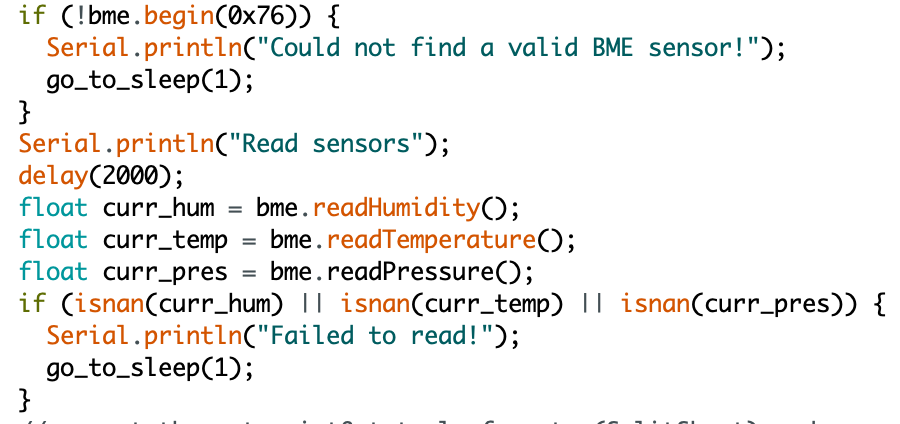 if (!bme.begin(0x76)) {
  Serial.println("Could not find a valid BME sensor!");
  go_to_sleep(1);
}
Serial.println("Read sensors");
delay(2000);
float curr_hum = bme.readHumidity();
float curr_temp = bme.readTemperature();
float curr_pres = bme.readPressure();
if (isnan(curr_hum) || isnan(curr_temp) || isnan(curr_pres)) {
  Serial.println("Failed to read!");
  go_to_sleep(1);
}